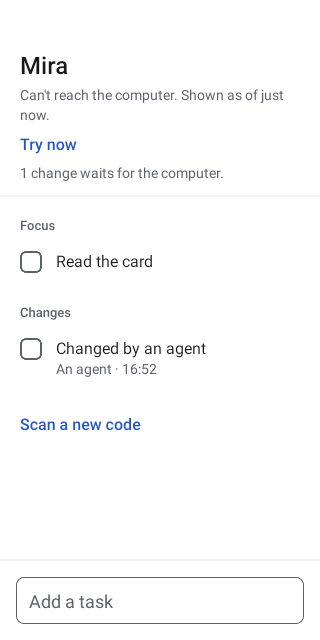 Mira
Can't reach the computer. Shown as of just
now.
Try now
1 change waits for the computer.
Focus
Read the card
Changes
Changed by an agent
An agent · 16:52
Scan a new code
Add a task